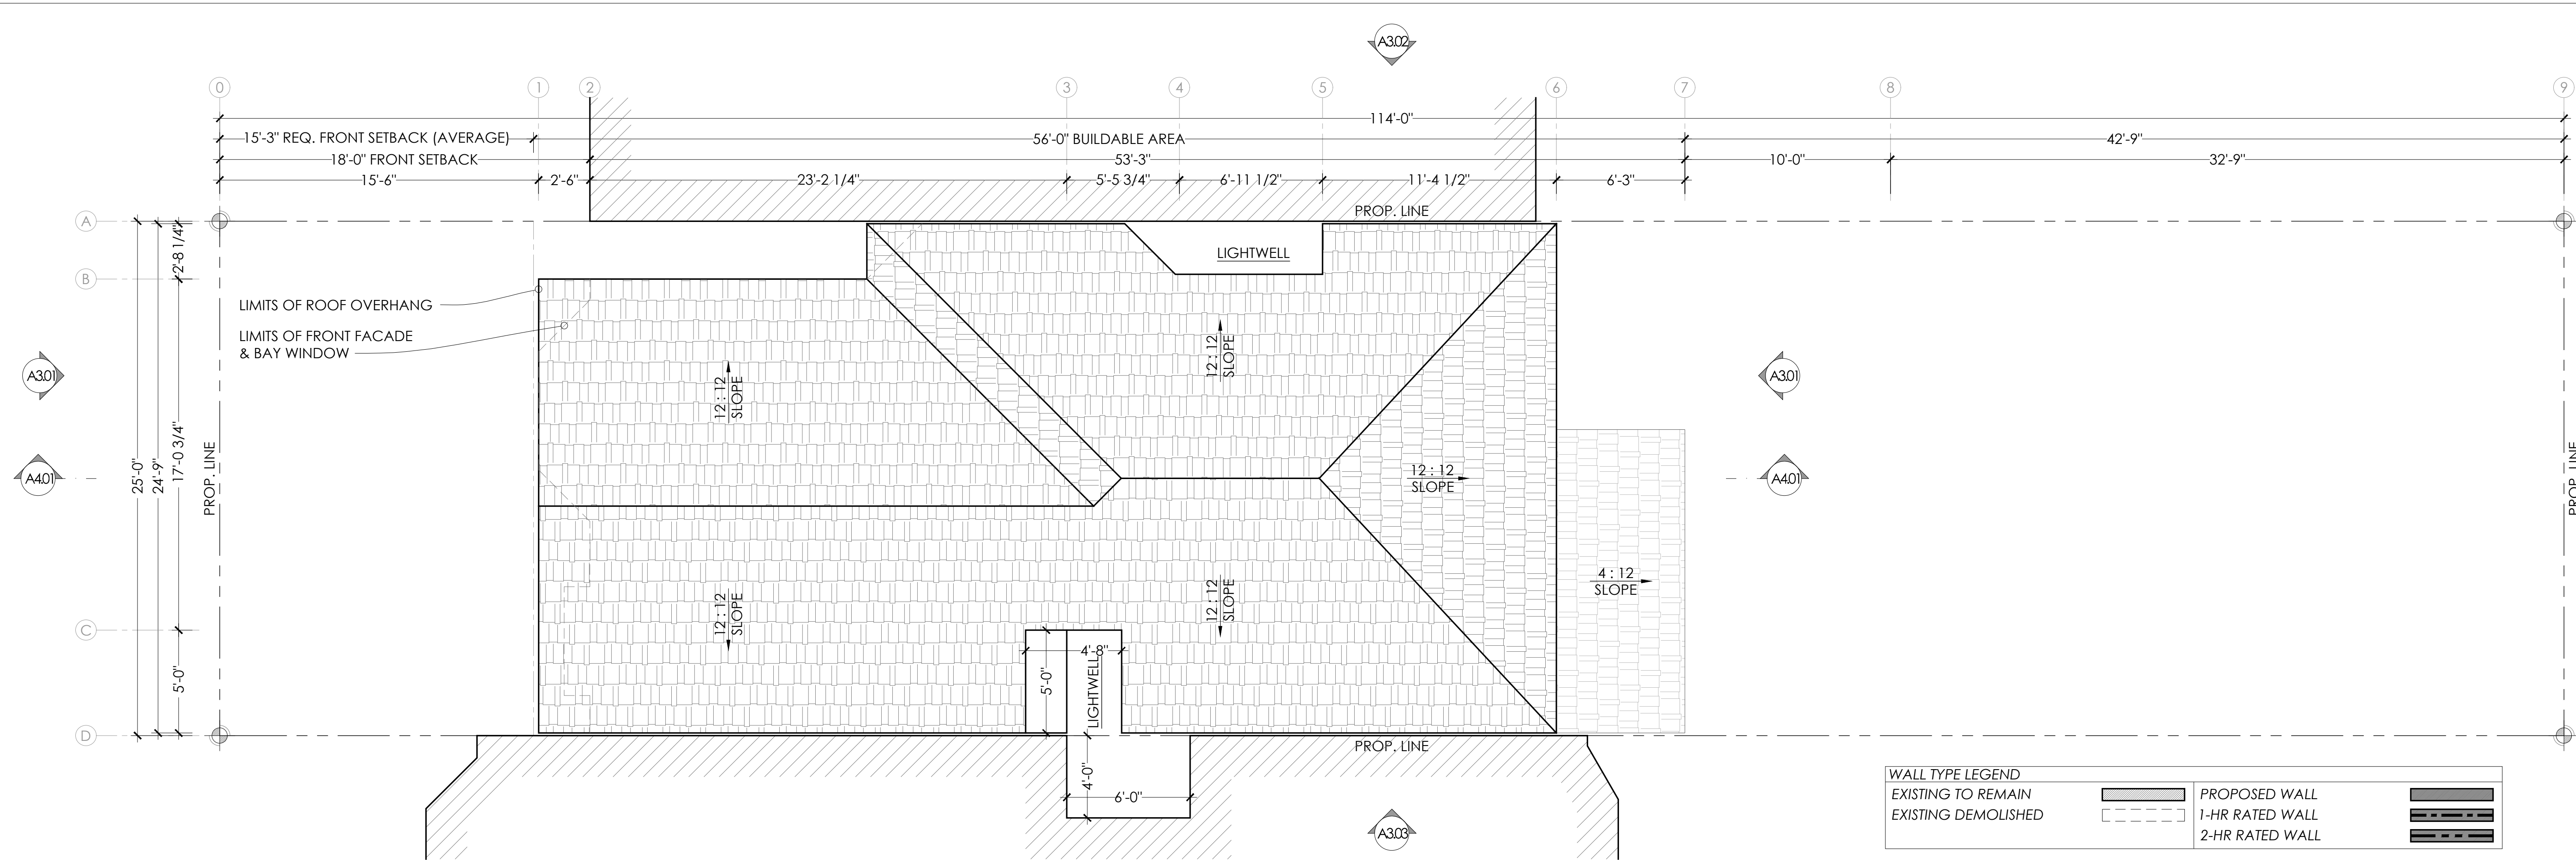 A3.02
0
1
2
3
4
5
6
7
8
9
114'-0"
15'-3" REQ. FRONT SETBACK (AVERAGE)
56'-0" BUILDABLE AREA
42'-9"
18'-0" FRONT SETBACK
53'-3"
10'-0"
32'-9"
15'-6"
2'-6"
23'-2 1/4"
5'-5 3/4"
6'-11 1/2"
11'-4 1/2"
6'-3"
A
B
C
D
PROP. LINE
2'-8 1/4"
17'-0 3/4"
5'-0"
24'-9"
25'-0"
PROP. LINE
LIGHTWELL
LIMITS OF ROOF OVERHANG
LIMITS OF FRONT FACADE
& BAY WINDOW
A3.01
A4.01
12 : 12
SLOPE
12 : 12
SLOPE
12 : 12
SLOPE
A3.01
A4.01
PROP. LINE
12 : 12
SLOPE
12 : 12
SLOPE
4 : 12
SLOPE
4'-8"
5'-0"
LIGHTWELL
PROP. LINE
4'-0"
6'-0"
A3.03
WALL TYPE LEGEND
EXISTING TO REMAIN
EXISTING DEMOLISHED
PROPOSED WALL
1-HR RATED WALL
2-HR RATED WALL